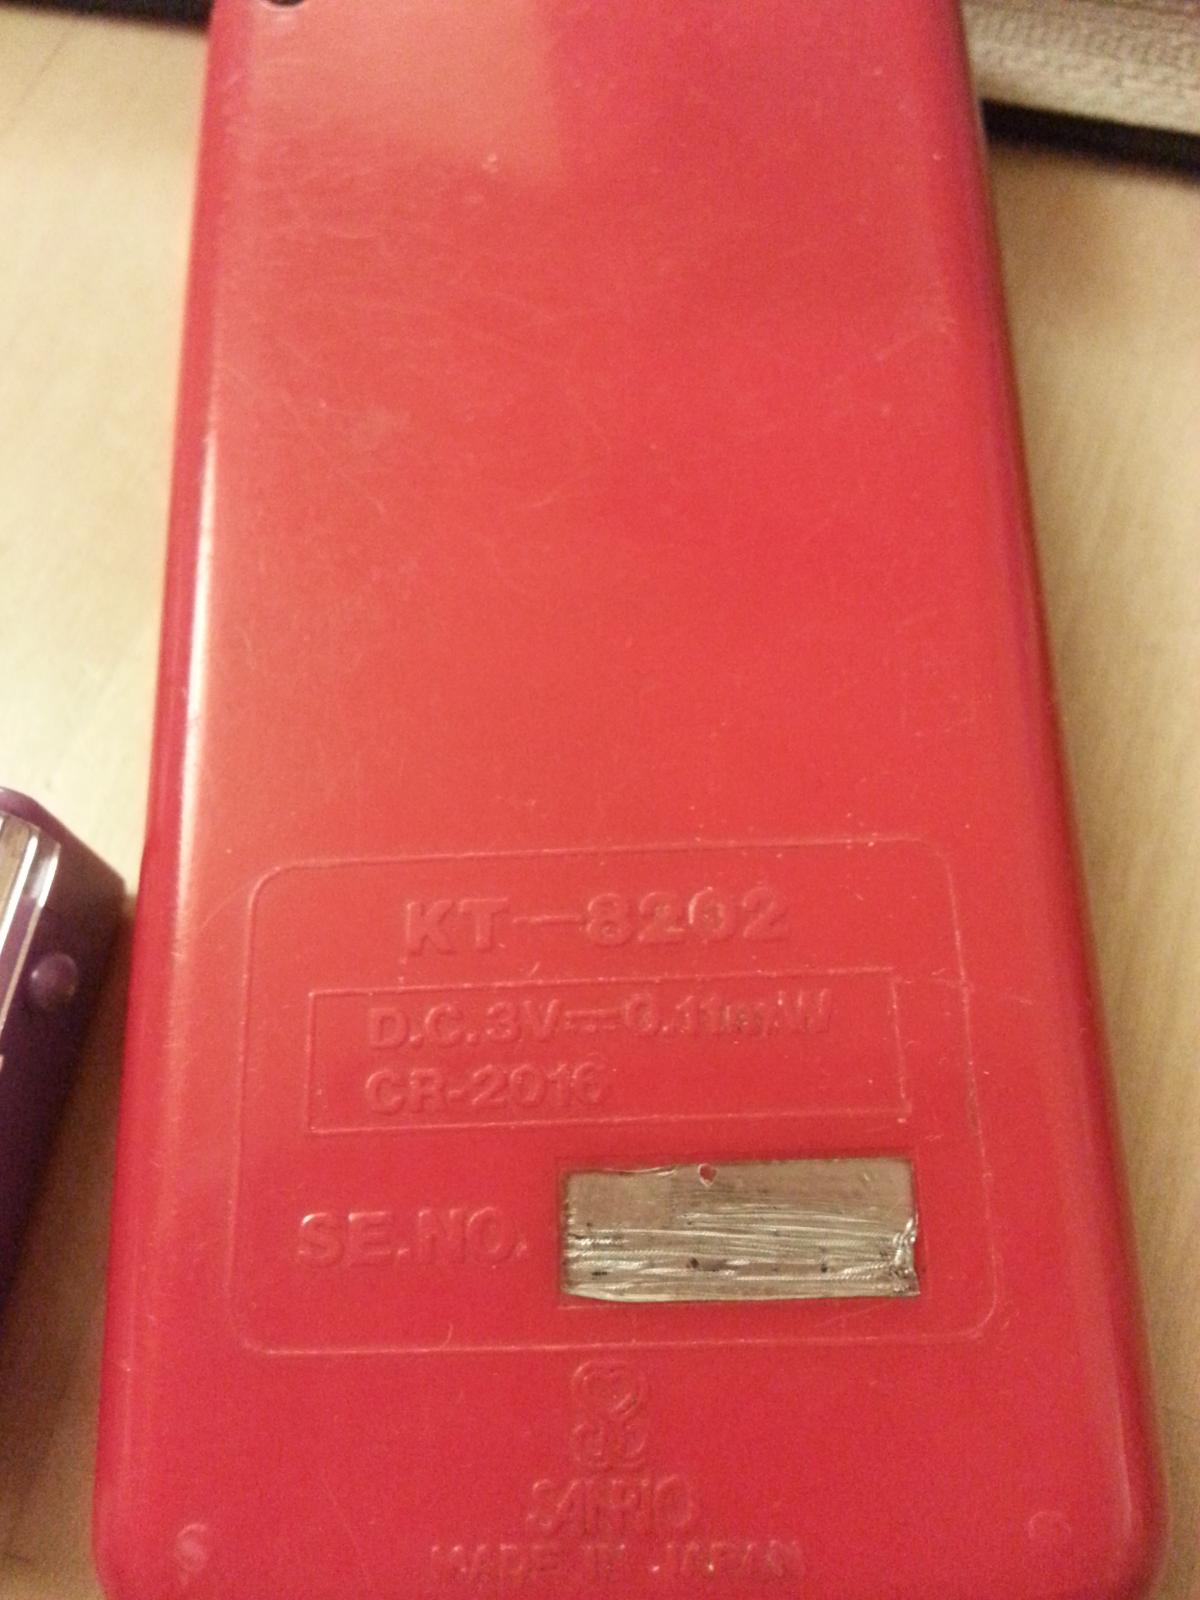 KT-8202
D.C.3V⎓0.11mW
CR-2016
SE.NO.
SANRIO
MADE IN JAPAN